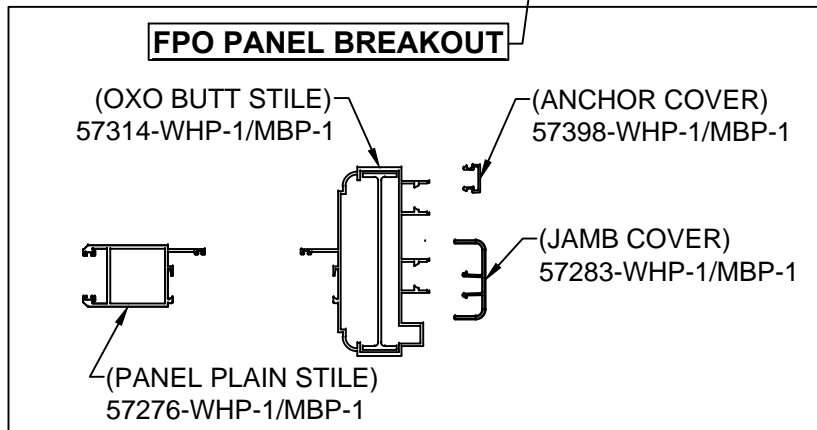 FPO PANEL BREAKOUT
(OXO BUTT STILE)
57314-WHP-1/MBP-1
(ANCHOR COVER)
57398-WHP-1/MBP-1
(JAMB COVER)
57283-WHP-1/MBP-1
(PANEL PLAIN STILE)
57276-WHP-1/MBP-1